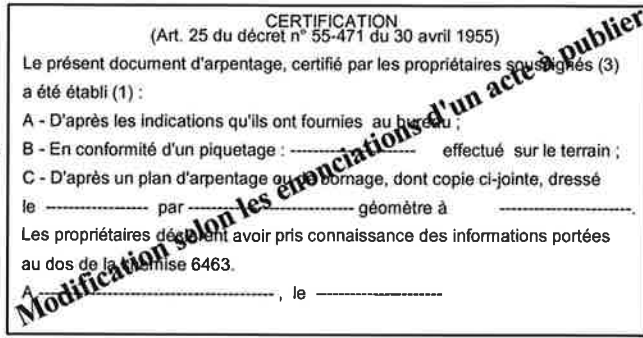 CERTIFICATION
(Art. 25 du décret n° 55-471 du 30 avril 1955)
Le présent document d'arpentage, certifié par les propriétaires soussignés (3)
a été établi (1) :
A - D'après les indications qu'ils ont fournies au bureau ;
B - En conformité d'un piquetage : -------------------- effectué sur le terrain ;
C - D'après un plan d'arpentage ou de bornage, dont copie ci-jointe, dressé
le ---------------- par ---------------------- géomètre à --------------------.
Les propriétaires déclarent avoir pris connaissance des informations portées
au dos de la chemise 6463.
A ------------------------------------ , le --------------------
Modification selon les énonciations d'un acte à publier